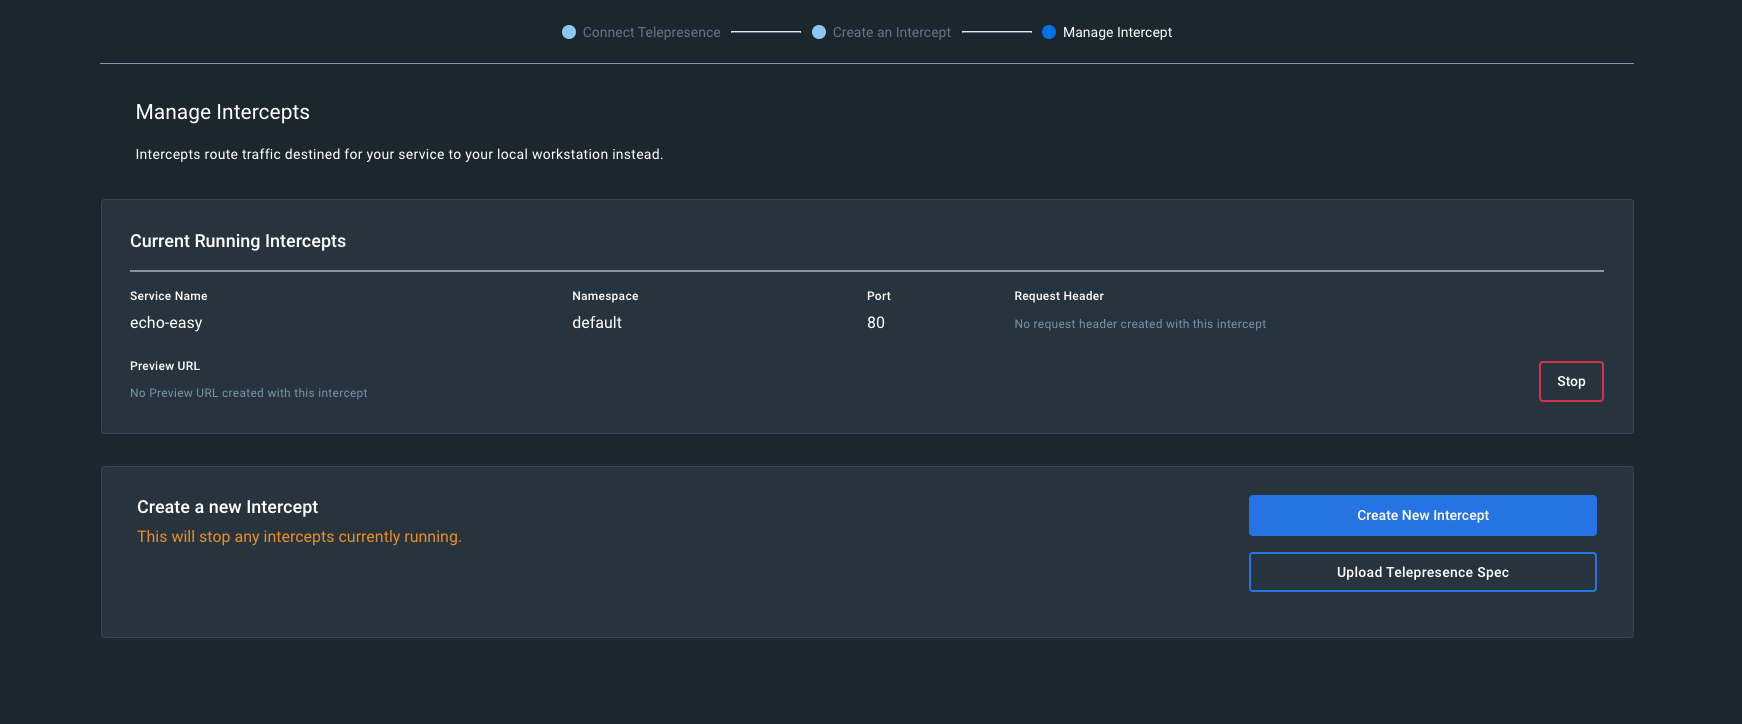 Connect Telepresence
Create an Intercept
Manage Intercept
Manage Intercepts
Intercepts route traffic destined for your service to your local workstation instead.
Current Running Intercepts
Service Name
Namespace
Port
Request Header
echo-easy
default
80
No request header created with this intercept
Preview URL
No Preview URL created with this intercept
Stop
Create a new Intercept
This will stop any intercepts currently running.
Create New Intercept
Upload Telepresence Spec